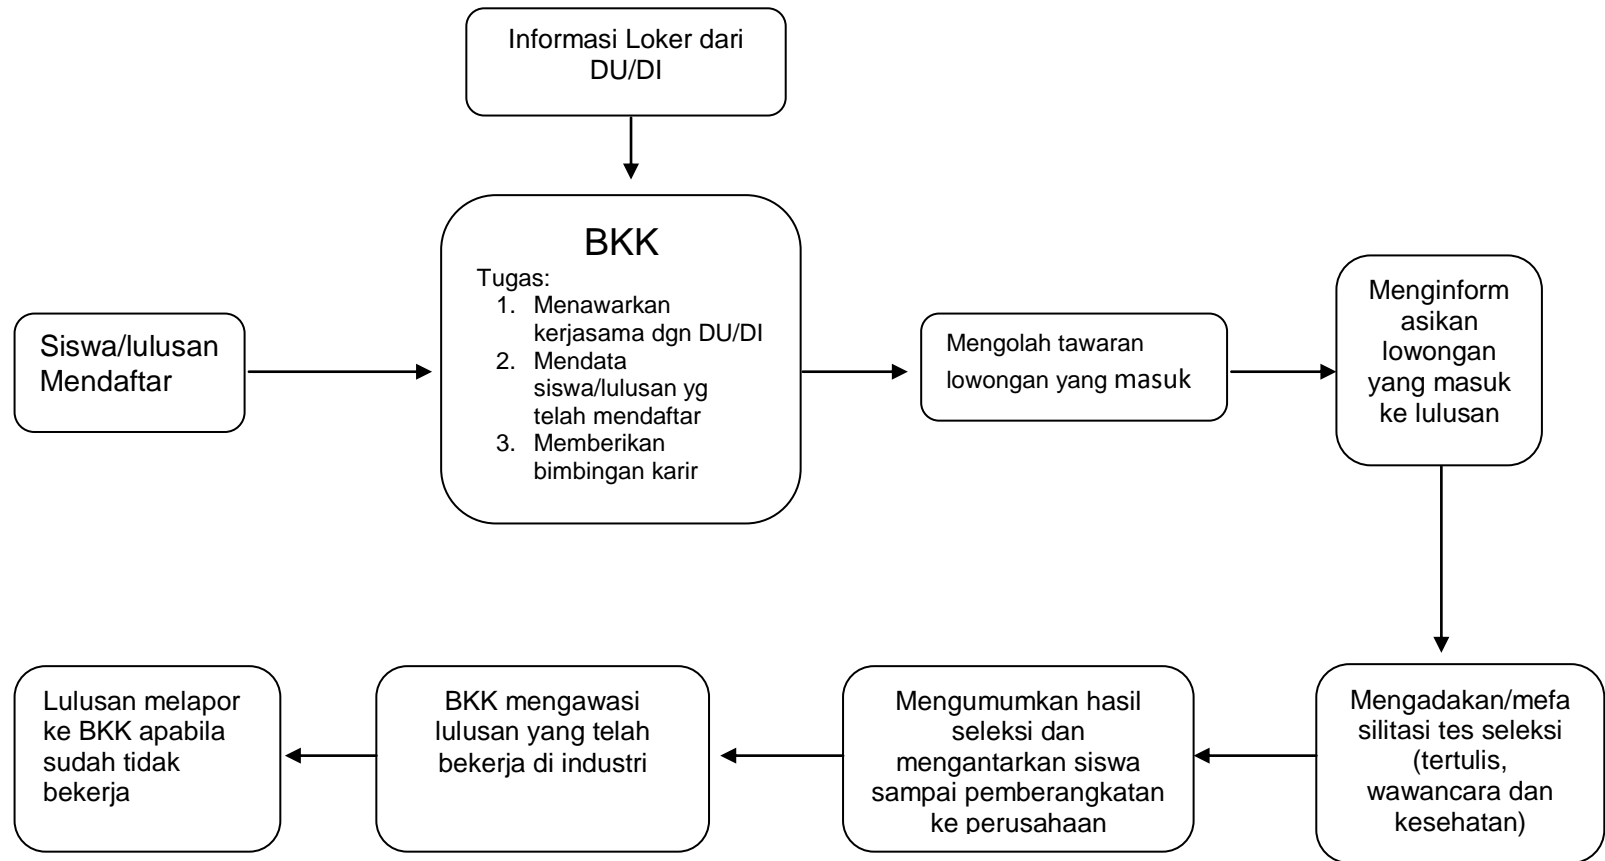 Informasi Loker dari
DU/DI
BKK
Tugas:
1. Menawarkan
kerjasama dgn DU/DI
2. Mendata
siswa/lulusan yg
telah mendaftar
3. Memberikan
bimbingan karir
Siswa/lulusan
Mendaftar
Mengolah tawaran
lowongan yang masuk
Menginform
asikan
lowongan
yang masuk
ke lulusan
Mengadakan/mefa
silitasi tes seleksi
(tertulis,
wawancara dan
kesehatan)
Mengumumkan hasil
seleksi dan
mengantarkan siswa
sampai pemberangkatan
ke perusahaan
BKK mengawasi
lulusan yang telah
bekerja di industri
Lulusan melapor
ke BKK apabila
sudah tidak
bekerja